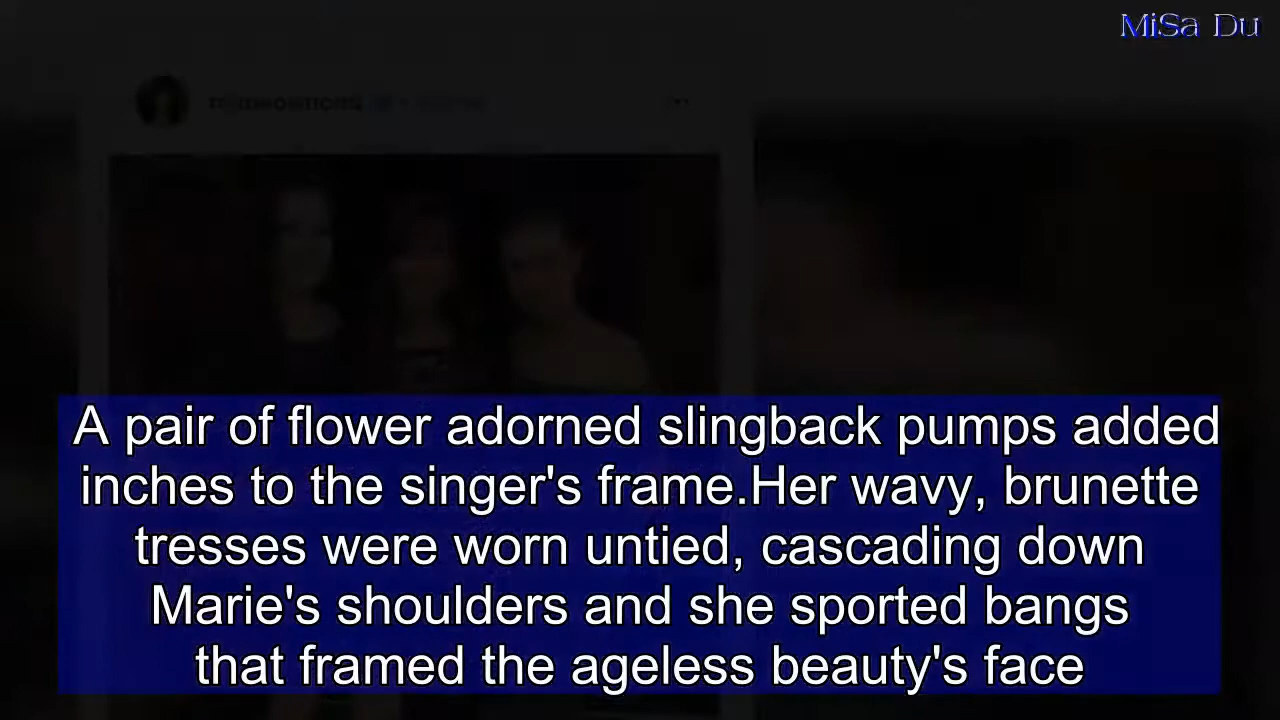 MiSa Du
A pair of flower adorned slingback pumps added
inches to the singer's frame.Her wavy, brunette
tresses were worn untied, cascading down
Marie's shoulders and she sported bangs
that framed the ageless beauty's face